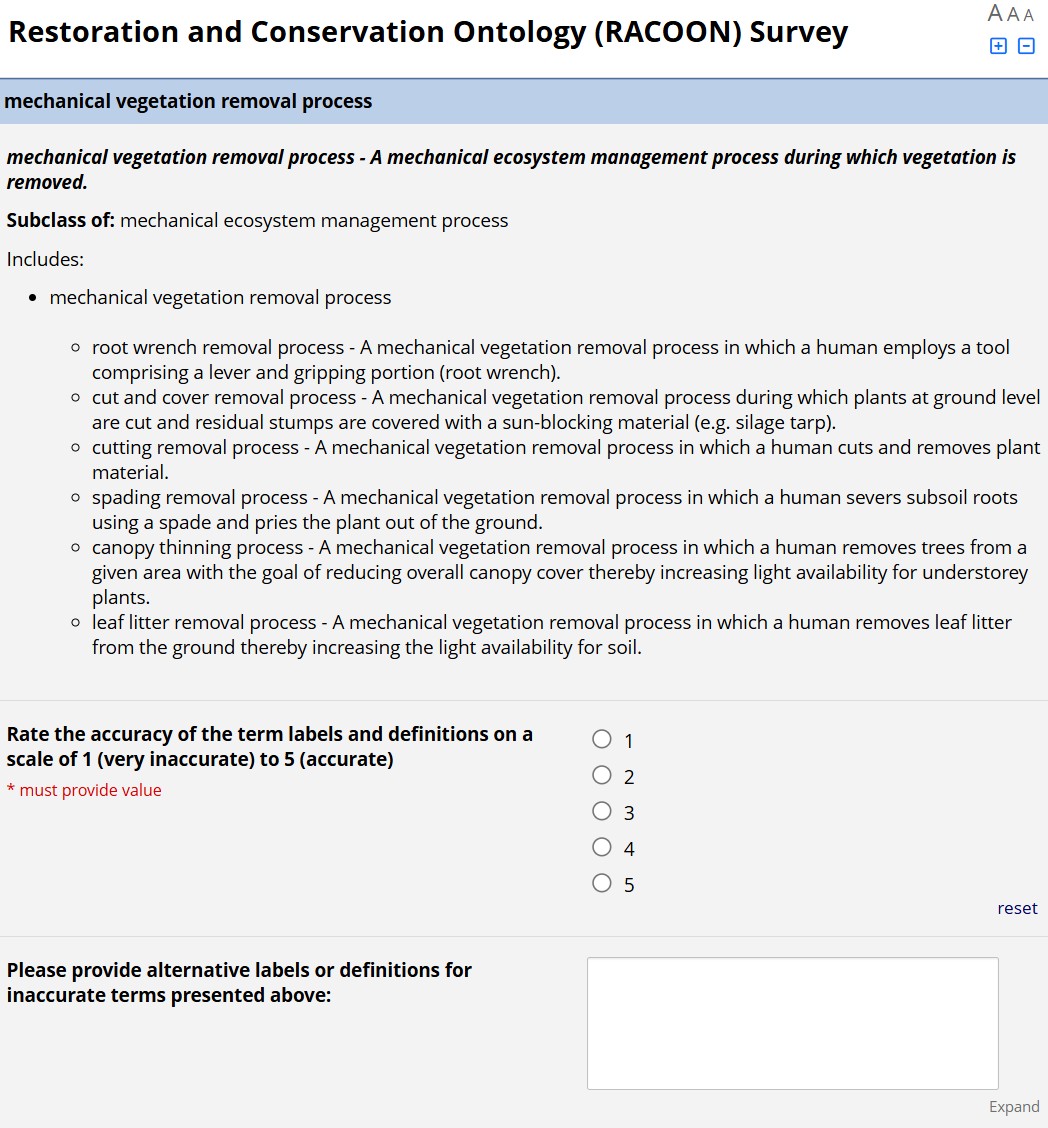 Restoration and Conservation Ontology (RACOON) Survey
A A A
mechanical vegetation removal process
mechanical vegetation removal process - A mechanical ecosystem management process during which vegetation is
removed.
Subclass of: mechanical ecosystem management process
Includes:
• mechanical vegetation removal process
○ root wrench removal process - A mechanical vegetation removal process in which a human employs a tool
comprising a lever and gripping portion (root wrench).
○ cut and cover removal process - A mechanical vegetation removal process during which plants at ground level
are cut and residual stumps are covered with a sun-blocking material (e.g. silage tarp).
○ cutting removal process - A mechanical vegetation removal process in which a human cuts and removes plant
material.
○ spading removal process - A mechanical vegetation removal process in which a human severs subsoil roots
using a spade and pries the plant out of the ground.
○ canopy thinning process - A mechanical vegetation removal process in which a human removes trees from a
given area with the goal of reducing overall canopy cover thereby increasing light availability for understorey
plants.
○ leaf litter removal process - A mechanical vegetation removal process in which a human removes leaf litter
from the ground thereby increasing the light availability for soil.
Rate the accuracy of the term labels and definitions on a
scale of 1 (very inaccurate) to 5 (accurate)
* must provide value
1
2
3
4
5
reset
Please provide alternative labels or definitions for
inaccurate terms presented above:
Expand